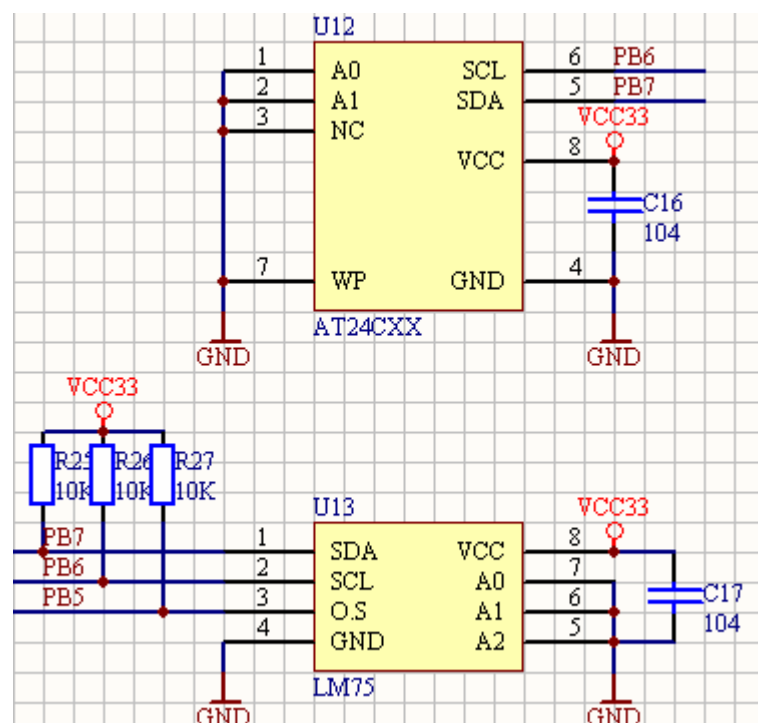 U12
1 A0 SCL 6 PB6
2 A1 SDA 5 PB7
3 NC VCC33
VCC 8
C16
104
7 WP GND 4
AT24CXX
GND GND
VCC33
R25 R26 R27
10K 10K 10K
U13 VCC33
PB7 1 SDA VCC 8
PB6 2 SCL A0 7
PB5 3 O.S A1 6 C17
4 GND A2 5 104
LM75
GND GND